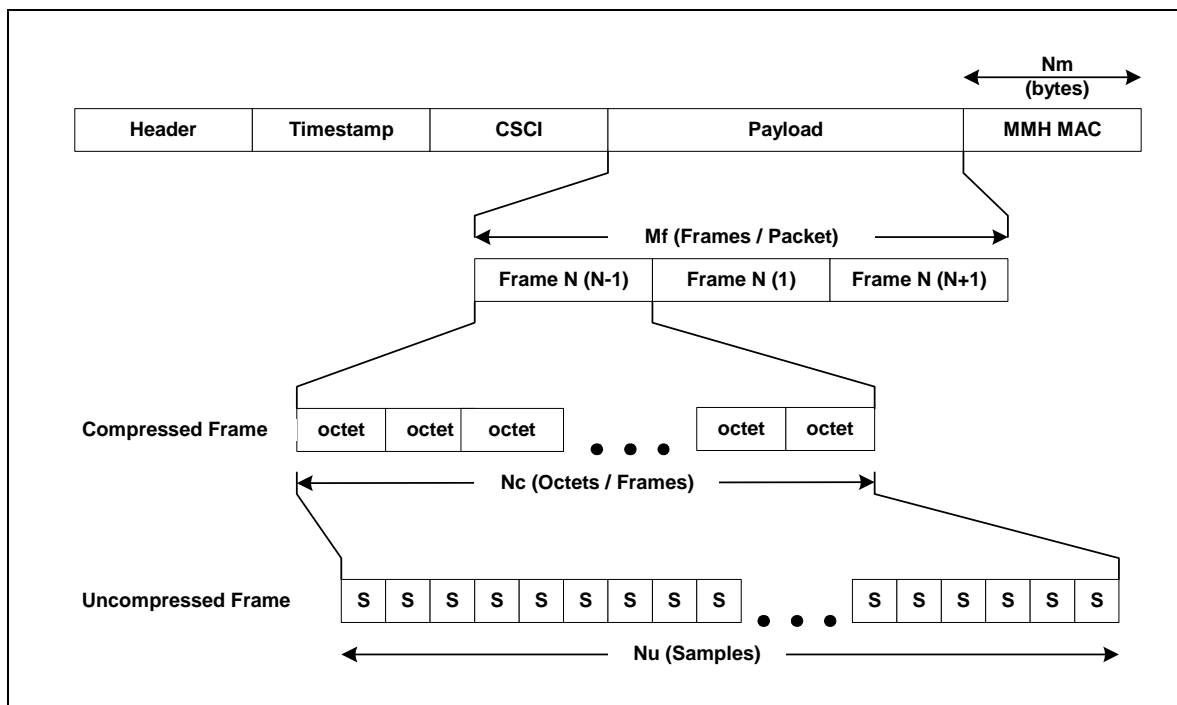 Nm
(bytes)
Header Timestamp CSCI Payload MMH MAC
Mf (Frames / Packet)
Frame N (N-1) Frame N (1) Frame N (N+1)
Compressed Frame octet octet octet octet octet
Nc (Octets / Frames)
Uncompressed Frame S S S S S S S S S S S S S S S
Nu (Samples)